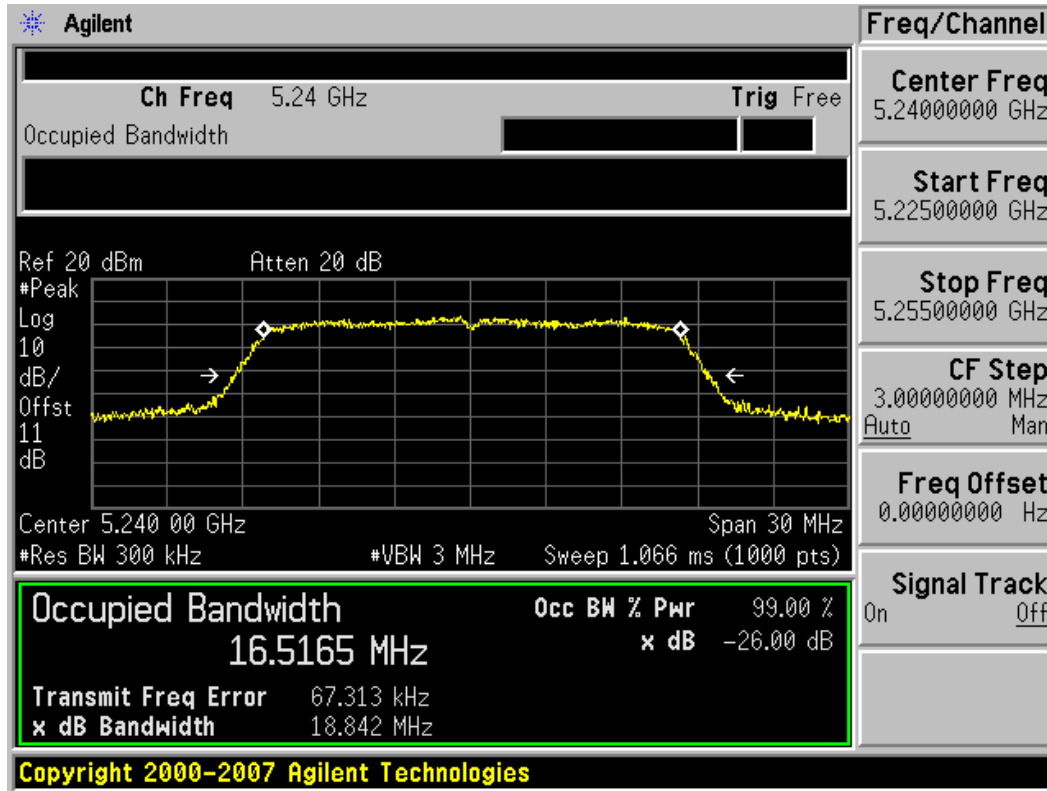 Agilent
Freq/Channel
Ch Freq 5.24 GHz Trig Free
Occupied Bandwidth
Center Freq
5.24000000 GHz
Start Freq
5.22500000 GHz
Stop Freq
5.25500000 GHz
CF Step
3.00000000 MHz
Auto Man
Freq Offset
0.00000000 Hz
Signal Track
On Off
Ref 20 dBm Atten 20 dB
#Peak
Log
10
dB/
Offst
11
dB
Center 5.240 00 GHz Span 30 MHz
#Res BW 300 kHz #VBW 3 MHz Sweep 1.066 ms (1000 pts)
Occupied Bandwidth Occ BW % Pwr 99.00 %
16.5165 MHz x dB -26.00 dB
Transmit Freq Error 67.313 kHz
x dB Bandwidth 18.842 MHz
Copyright 2000-2007 Agilent Technologies